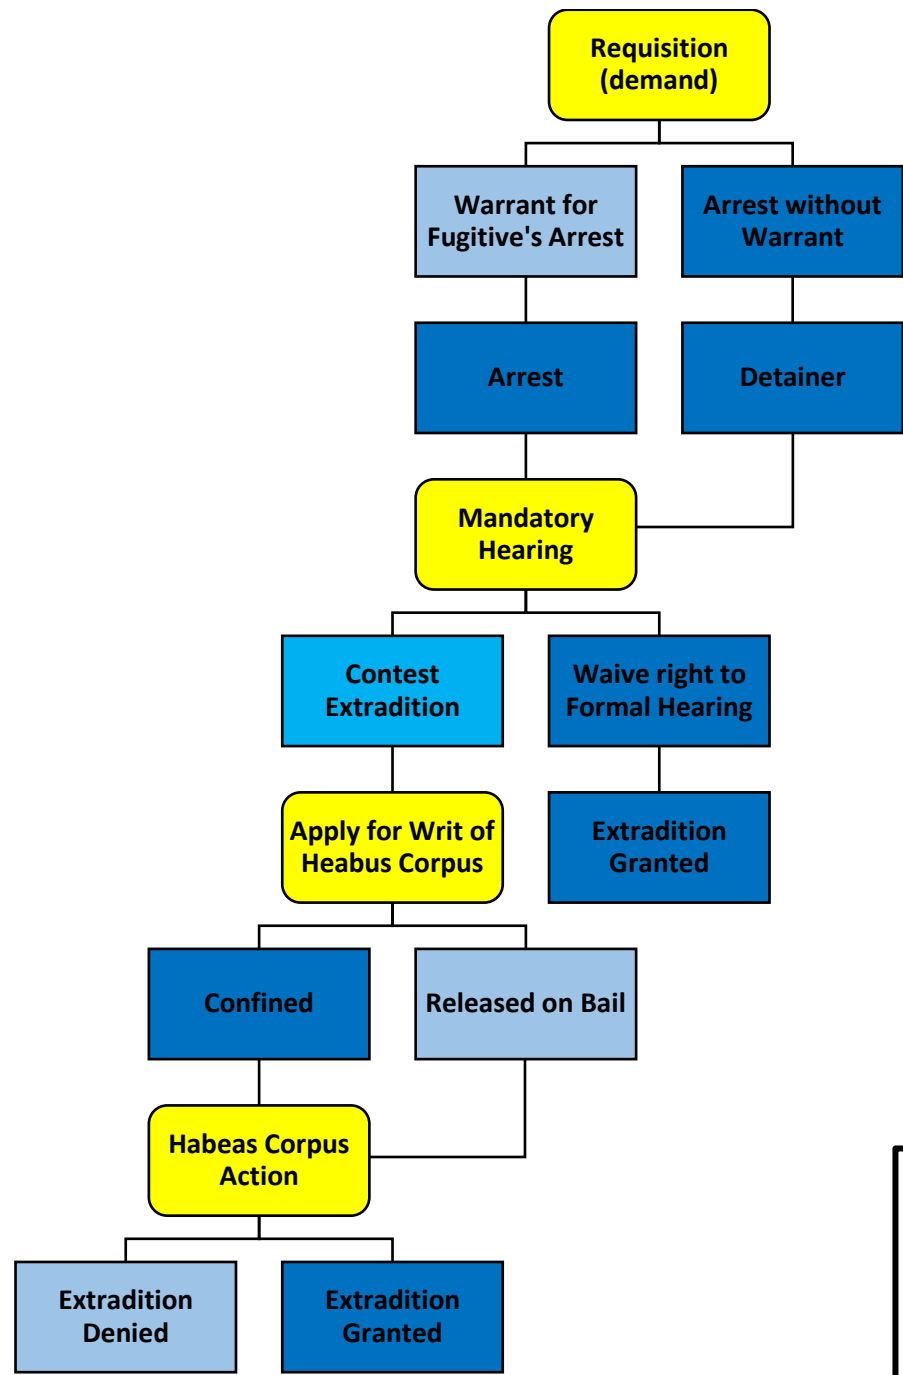 Requisition
(demand)
Warrant for
Fugitive's Arrest
Arrest without
Warrant
Arrest
Detainer
Mandatory
Hearing
Contest
Extradition
Waive right to
Formal Hearing
Apply for Writ of
Heabus Corpus
Extradition
Granted
Confined
Released on Bail
Habeas Corpus
Action
Extradition
Denied
Extradition
Granted